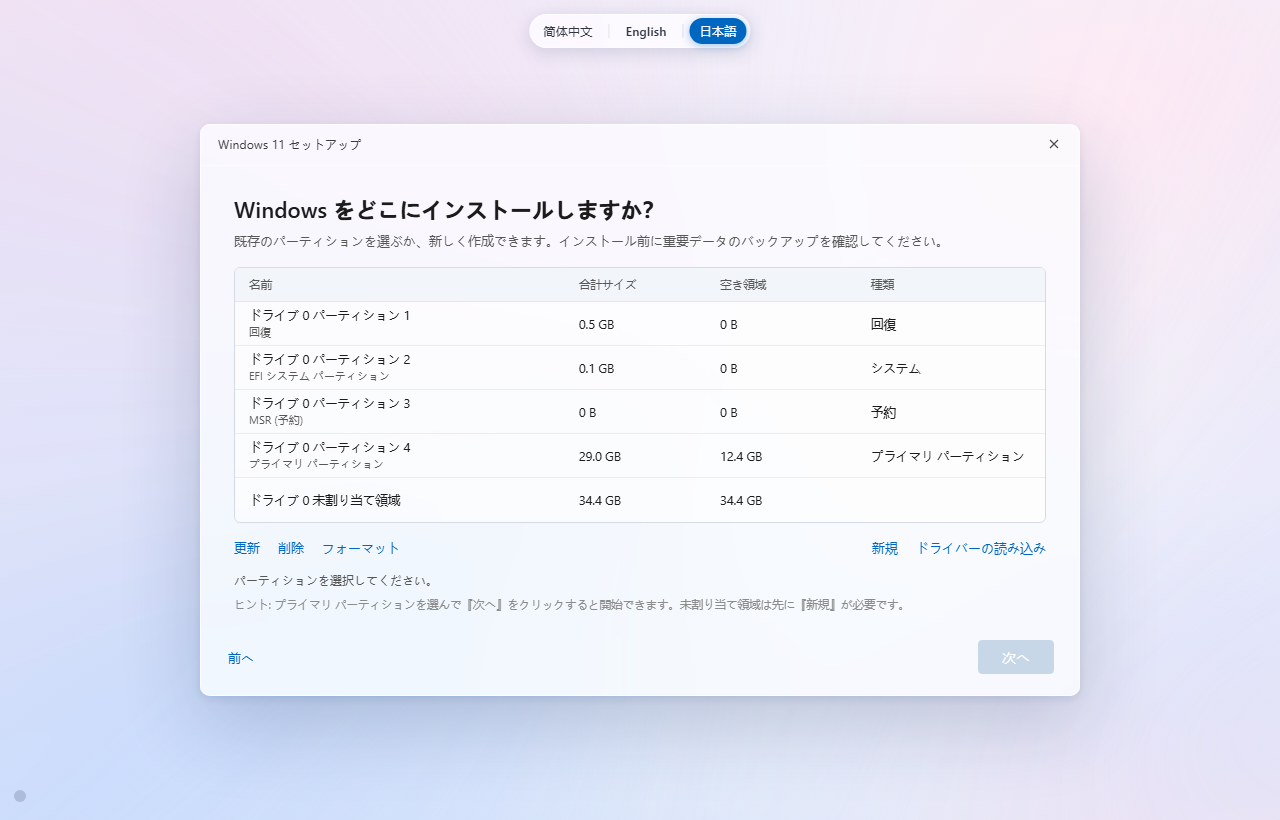 简体中文 English 日本語
Windows 11 セットアップ
Windows をどこにインストールしますか?
既存のパーティションを選ぶか、新しく作成できます。インストール前に重要データのバックアップを確認してください。
名前 合計サイズ 空き領域 種類
ドライブ 0 パーティション 1
回復
0.5 GB 0 B 回復
ドライブ 0 パーティション 2
EFI システム パーティション
0.1 GB 0 B システム
ドライブ 0 パーティション 3
MSR (予約)
0 B 0 B 予約
ドライブ 0 パーティション 4
プライマリ パーティション
29.0 GB 12.4 GB プライマリ パーティション
ドライブ 0 未割り当て領域 34.4 GB 34.4 GB
更新 削除 フォーマット 新規 ドライバーの読み込み
パーティションを選択してください。
ヒント: プライマリ パーティションを選んで『次へ』をクリックすると開始できます。未割り当て領域は先に『新規』が必要です。
前へ 次へ